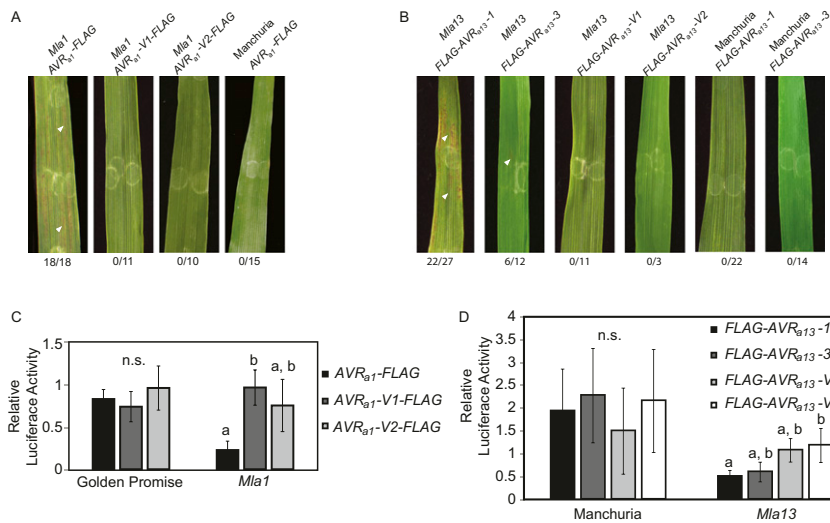 A
Mla1
AVRa1-FLAG
Mla1
AVRa1-V1-FLAG
Mla1
AVRa1-V2-FLAG
Manchuria
AVRa1-FLAG
18/18
0/11
0/10
0/15
B
Mla13
FLAG-AVRa13-1
Mla13
FLAG-AVRa13-3
Mla13
FLAG-AVRa13-V1
Mla13
FLAG-AVRa13-V2
Manchuria
FLAG-AVRa13-1
Manchuria
FLAG-AVRa13-3
22/27
6/12
0/11
0/3
0/22
0/14
C
Relative
Luciferace Activity
1.5
1
0.5
0
n.s.
a
b
a, b
Golden Promise
Mla1
AVRa1-FLAG
AVRa1-V1-FLAG
AVRa1-V2-FLAG
D
Relative
Luciferace Activity
4
3.5
3
2.5
2
1.5
1
0.5
0
n.s.
a
a, b
a, b
b
Manchuria
Mla13
FLAG-AVRa13-1
FLAG-AVRa13-3
FLAG-AVRa13-V
FLAG-AVRa13-V